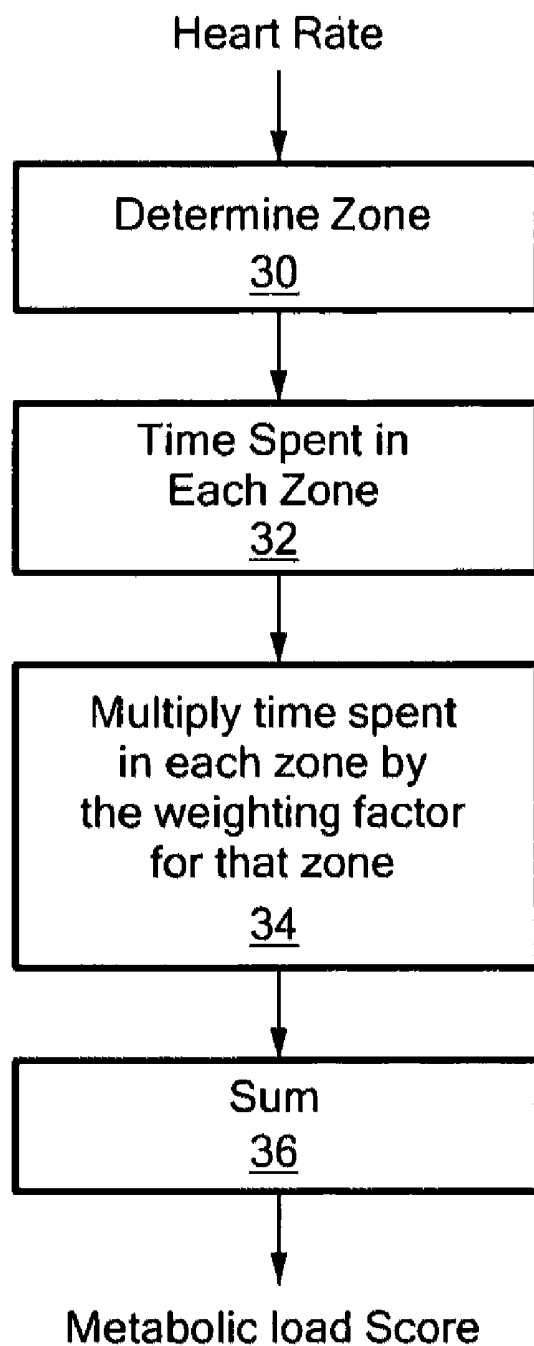 Heart Rate
Determine Zone
30
Time Spent in
Each Zone
32
Multiply time spent
in each zone by
the weighting factor
for that zone
34
Sum
36
Metabolic load Score